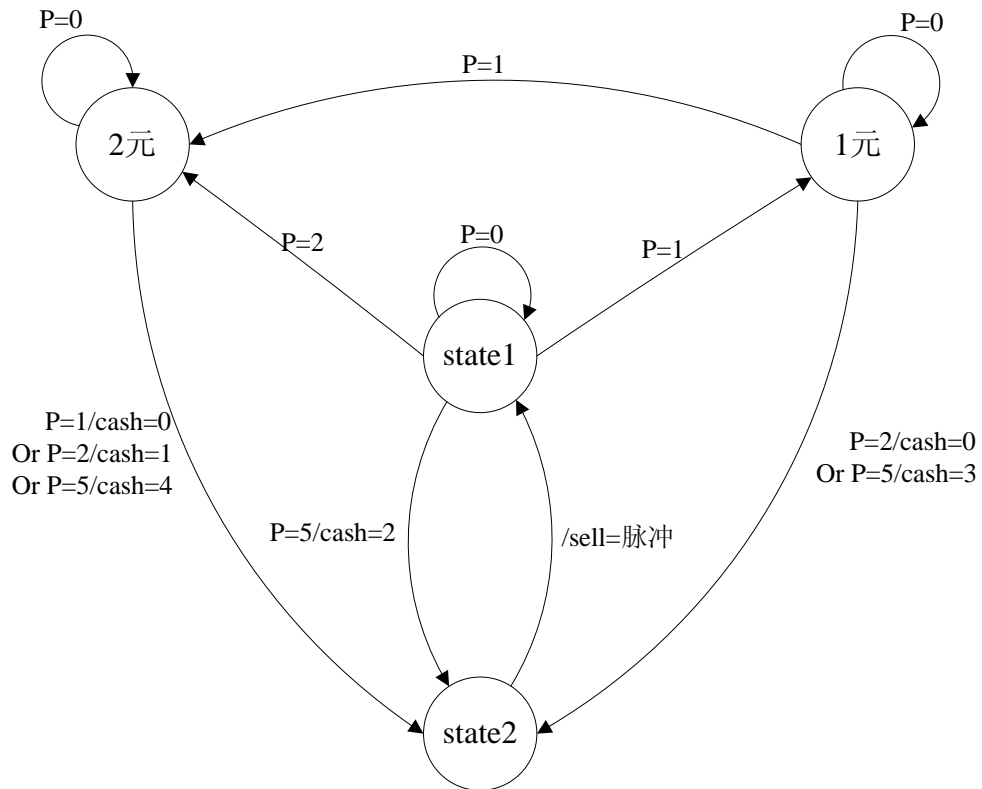 P=0
P=0
P=1
2元
1元
P=0
P=2
P=1
state1
P=1/cash=0
Or P=2/cash=1
Or P=5/cash=4
P=2/cash=0
Or P=5/cash=3
P=5/cash=2
/sell=脉冲
state2